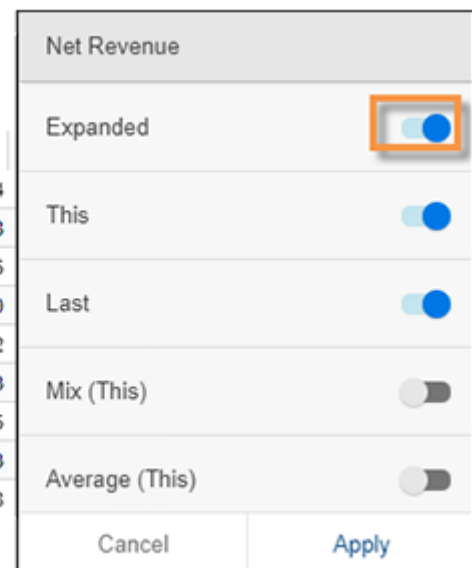 Net Revenue
Expanded
This
Last
Mix (This)
Average (This)
Cancel Apply